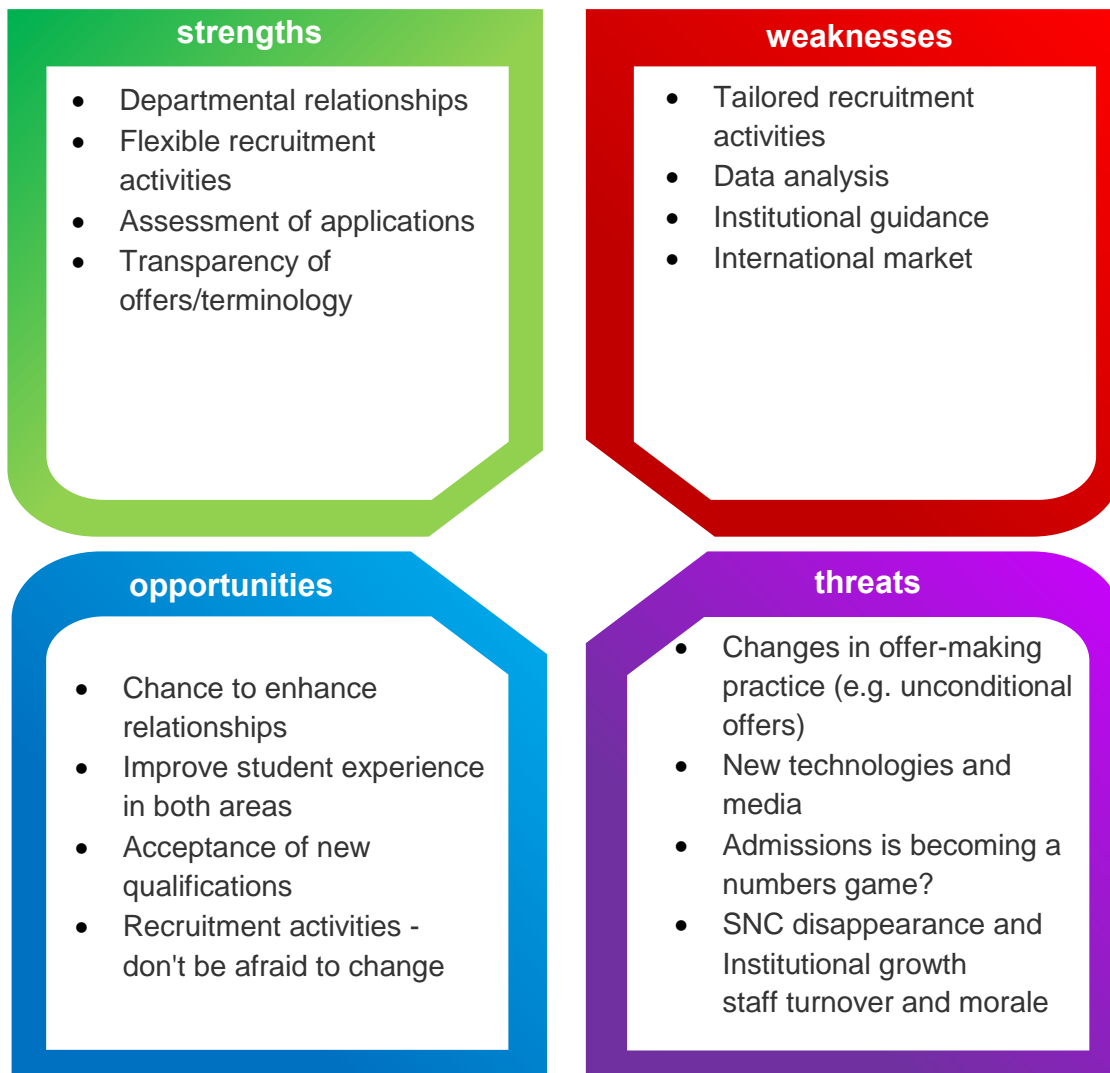 strengths
• Departmental relationships
• Flexible recruitment
activities
• Assessment of applications
• Transparency of
offers/terminology
weaknesses
• Tailored recruitment
activities
• Data analysis
• Institutional guidance
• International market
opportunities
• Chance to enhance
relationships
• Improve student experience
in both areas
• Acceptance of new
qualifications
• Recruitment activities -
don't be afraid to change
threats
• Changes in offer-making
practice (e.g. unconditional
offers)
• New technologies and
media
• Admissions is becoming a
numbers game?
• SNC disappearance and
Institutional growth
staff turnover and morale